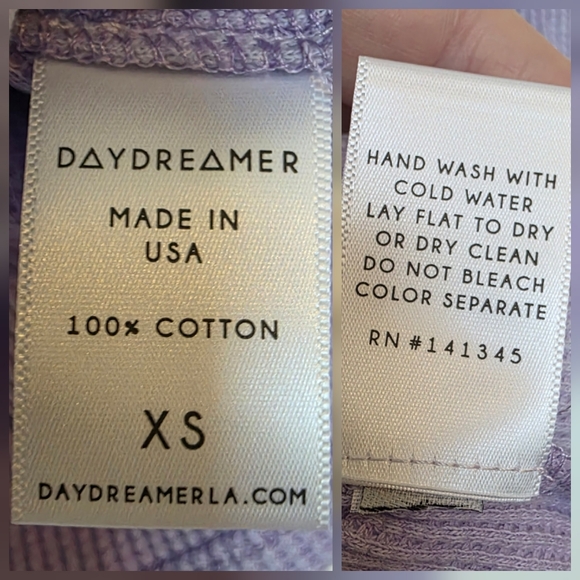 DAYDREAMER
MADE IN
USA
100% COTTON
XS
DAYDREAMERLA.COM
HAND WASH WITH
COLD WATER
LAY FLAT TO DRY
OR DRY CLEAN
DO NOT BLEACH
COLOR SEPARATE
RN #141345